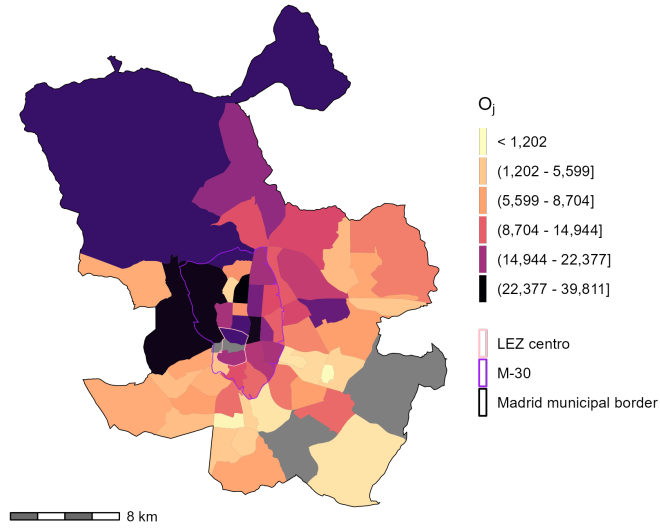 Oj
< 1,202
(1,202 - 5,599]
(5,599 - 8,704]
(8,704 - 14,944]
(14,944 - 22,377]
(22,377 - 39,811]
LEZ centro
M-30
Madrid municipal border
8 km